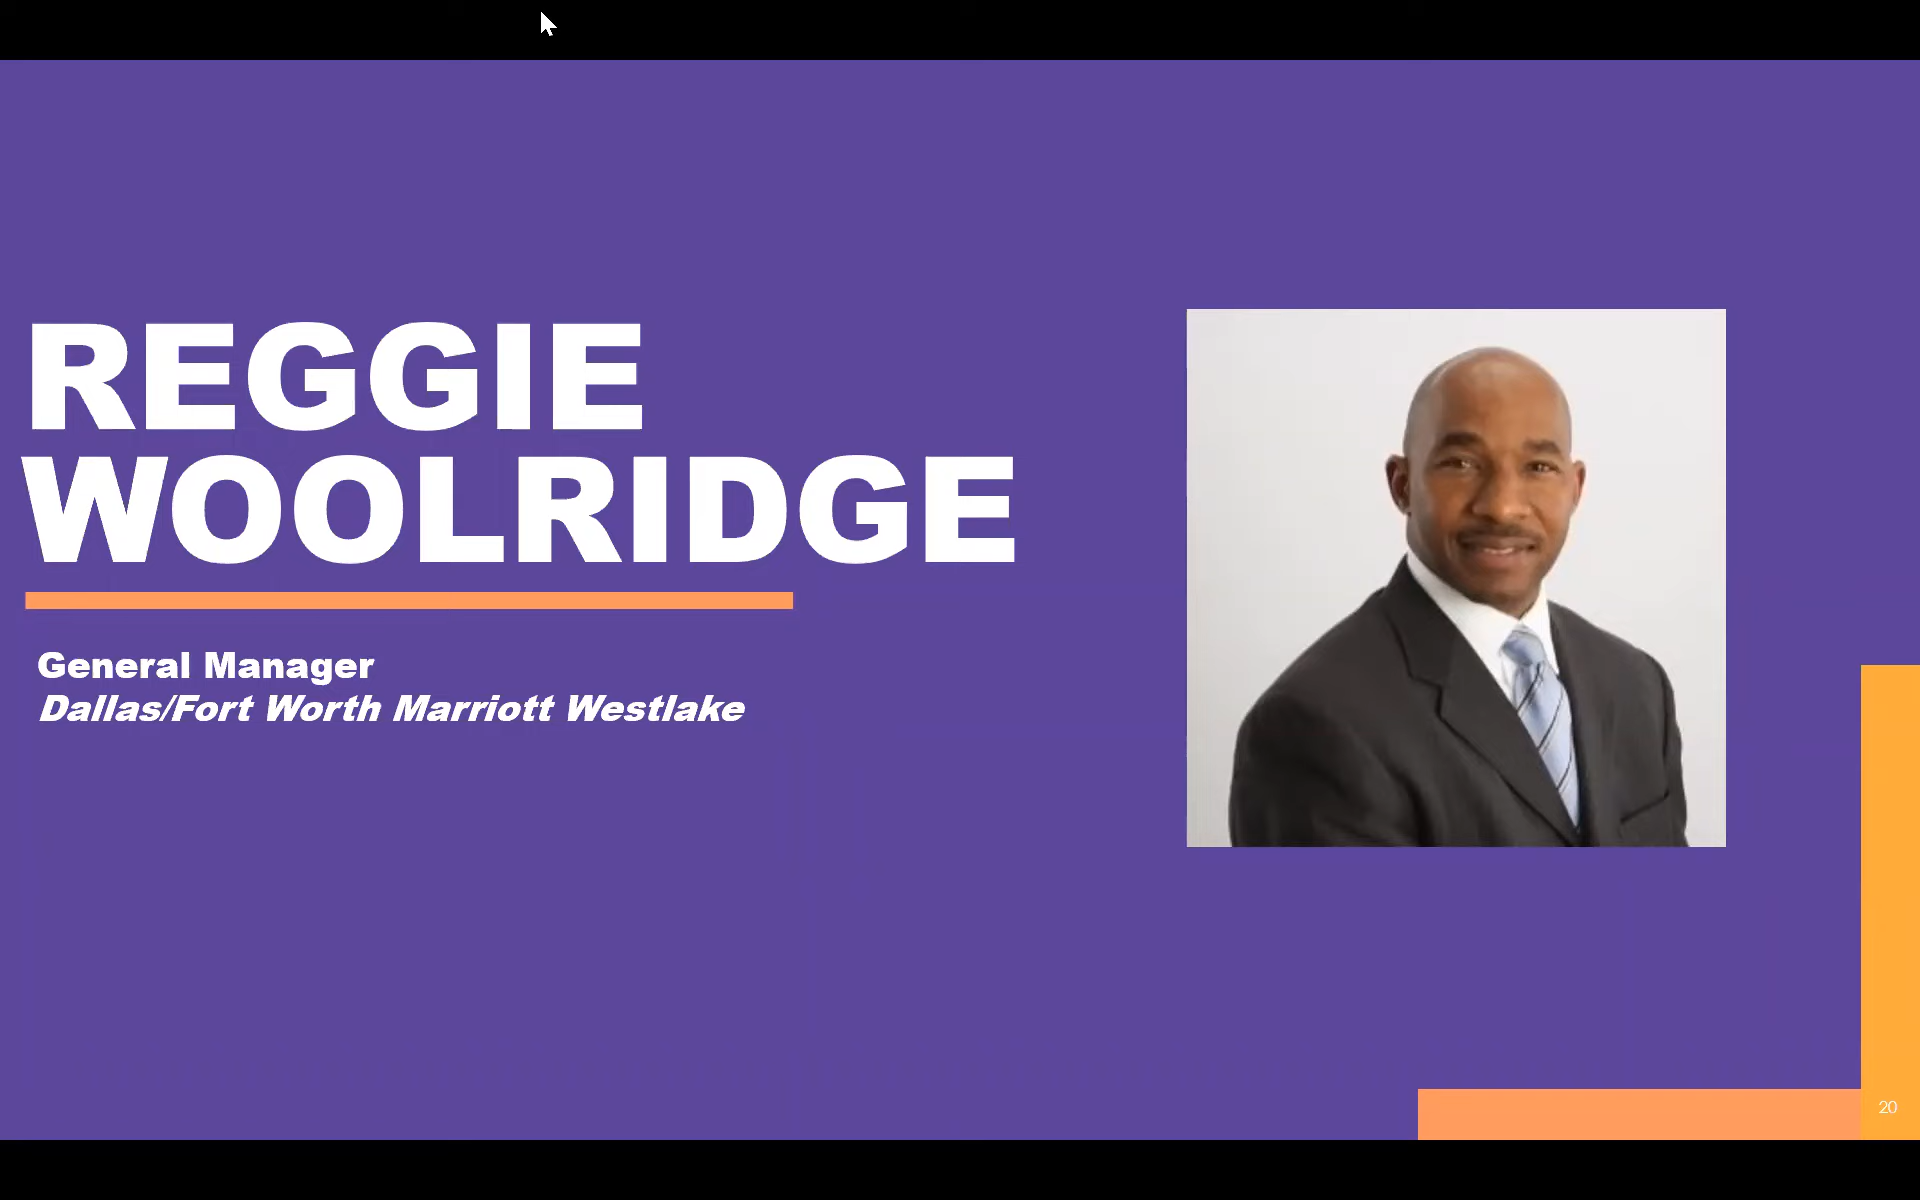 REGGIE
WOOLRIDGE
General Manager
Dallas/Fort Worth Marriott Westlake
20